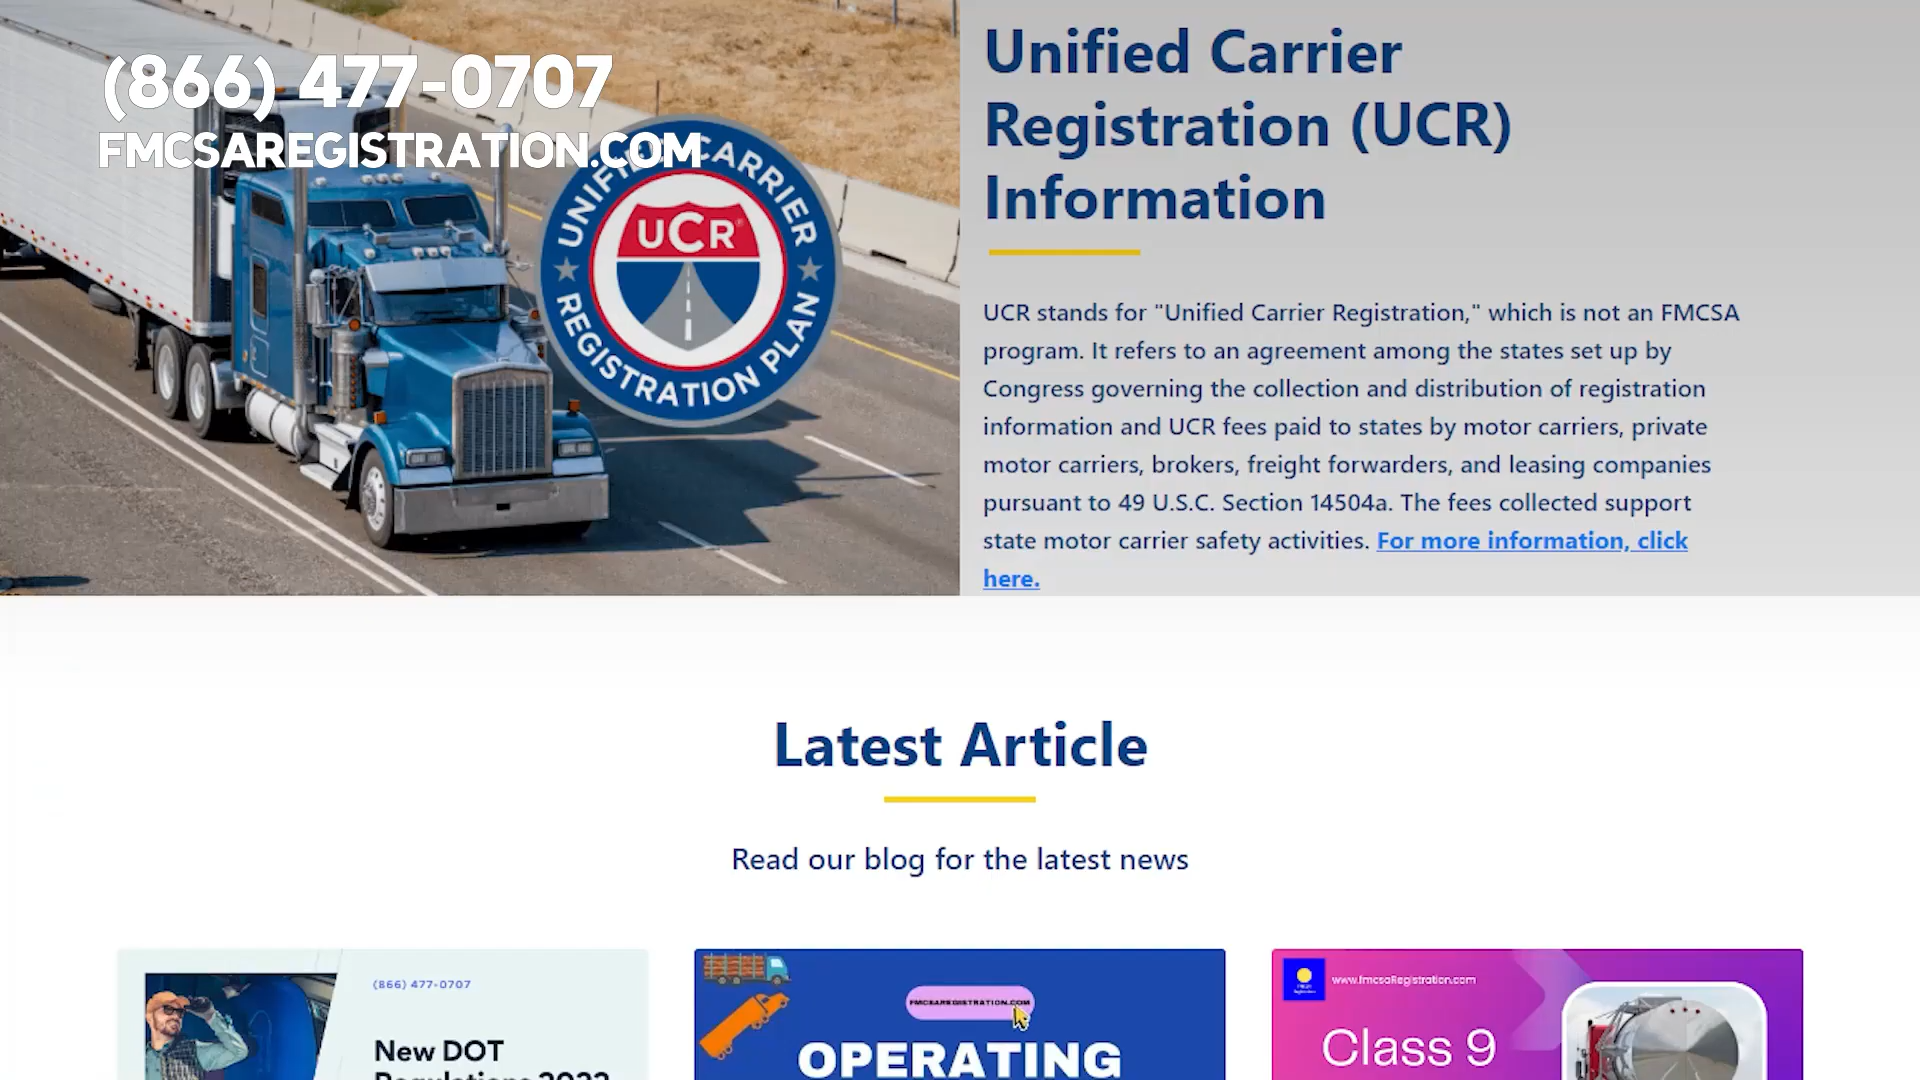 (866) 477-0707
FMCSAREGISTRATION.COM
UNIFIED CARRIER
UCR
REGISTRATION PLAN
Unified Carrier
Registration (UCR)
Information
UCR stands for "Unified Carrier Registration," which is not an FMCSA
program. It refers to an agreement among the states set up by
Congress governing the collection and distribution of registration
information and UCR fees paid to states by motor carriers, private
motor carriers, brokers, freight forwarders, and leasing companies
pursuant to 49 U.S.C. Section 14504a. The fees collected support
state motor carrier safety activities. For more information, click
here.
Latest Article
Read our blog for the latest news
(866) 477-0707
New DOT
Regulations 2022
FMCSAREGISTRATION.COM
OPERATING
www.fmcsaRegistration.com
Class 9